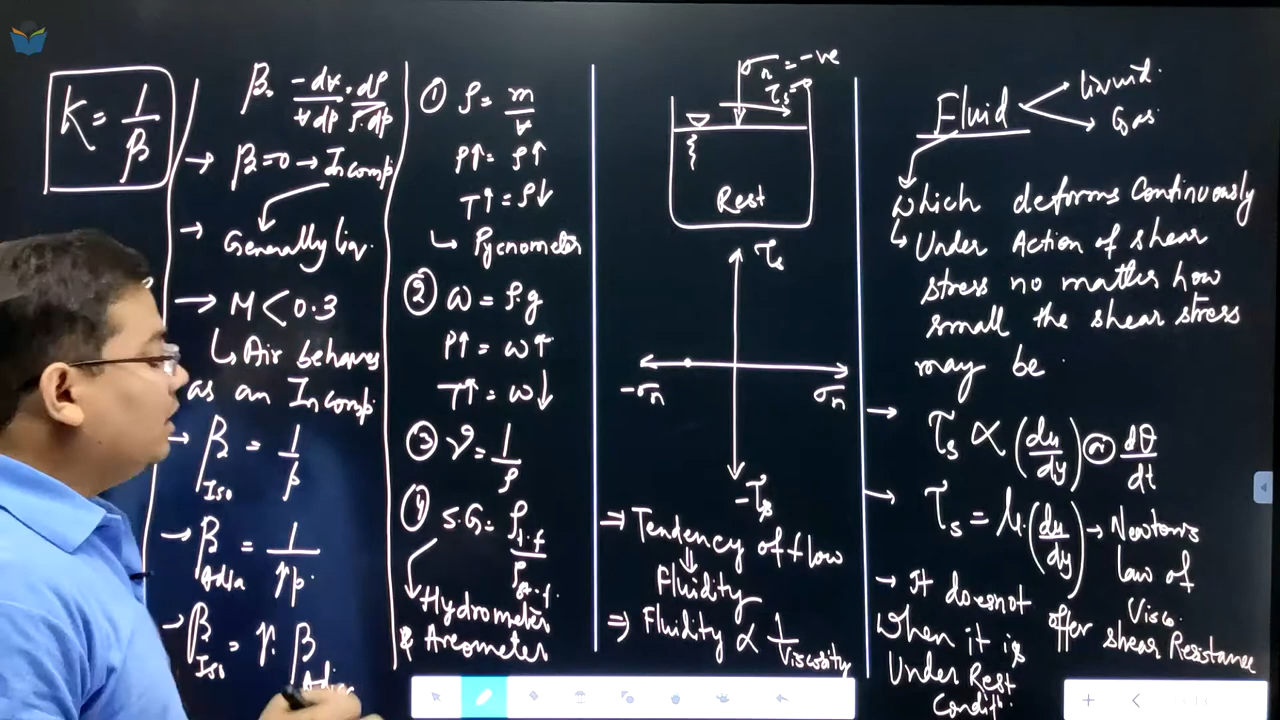 K = 1/β
β = -dv/v dp = dρ/ρ.dp
→ β=0 → Incomp
→ Generally liq.
→ M < 0.3
↳ Air behaves
as an Incomp
→ β Iso = 1/p
→ β Adia = 1/γp.
→ β Iso = γ. β Adia
① ρ = m/v
P↑ = ρ↑
T↑ = ρ↓
↳ Pycnometer
② ω = ρ.g
P↑ = ω↑
T↑ = ω↓
③ ν = 1/ρ
④ S.G = ρ1.f/ρst.f.
Hydrometer
& Areometer
σn = -ve
τs
Rest
τs
-σn
σn
-τs
⇒ Tendency of flow
Fluidity
⇒ Fluidity ∝ 1/Viscosity
Fluid
Liquid.
Gas.
which deforms Continuously
↳ Under Action of shear
stress no matter how
small the shear stress
may be.
→ τs ∝ (du/dy) or dθ/dt
→ τs = μ.(du/dy) → Newtons
law of
Visco.
→ It doesnot
offer shear Resistance
When it is
Under Rest
Conditn.